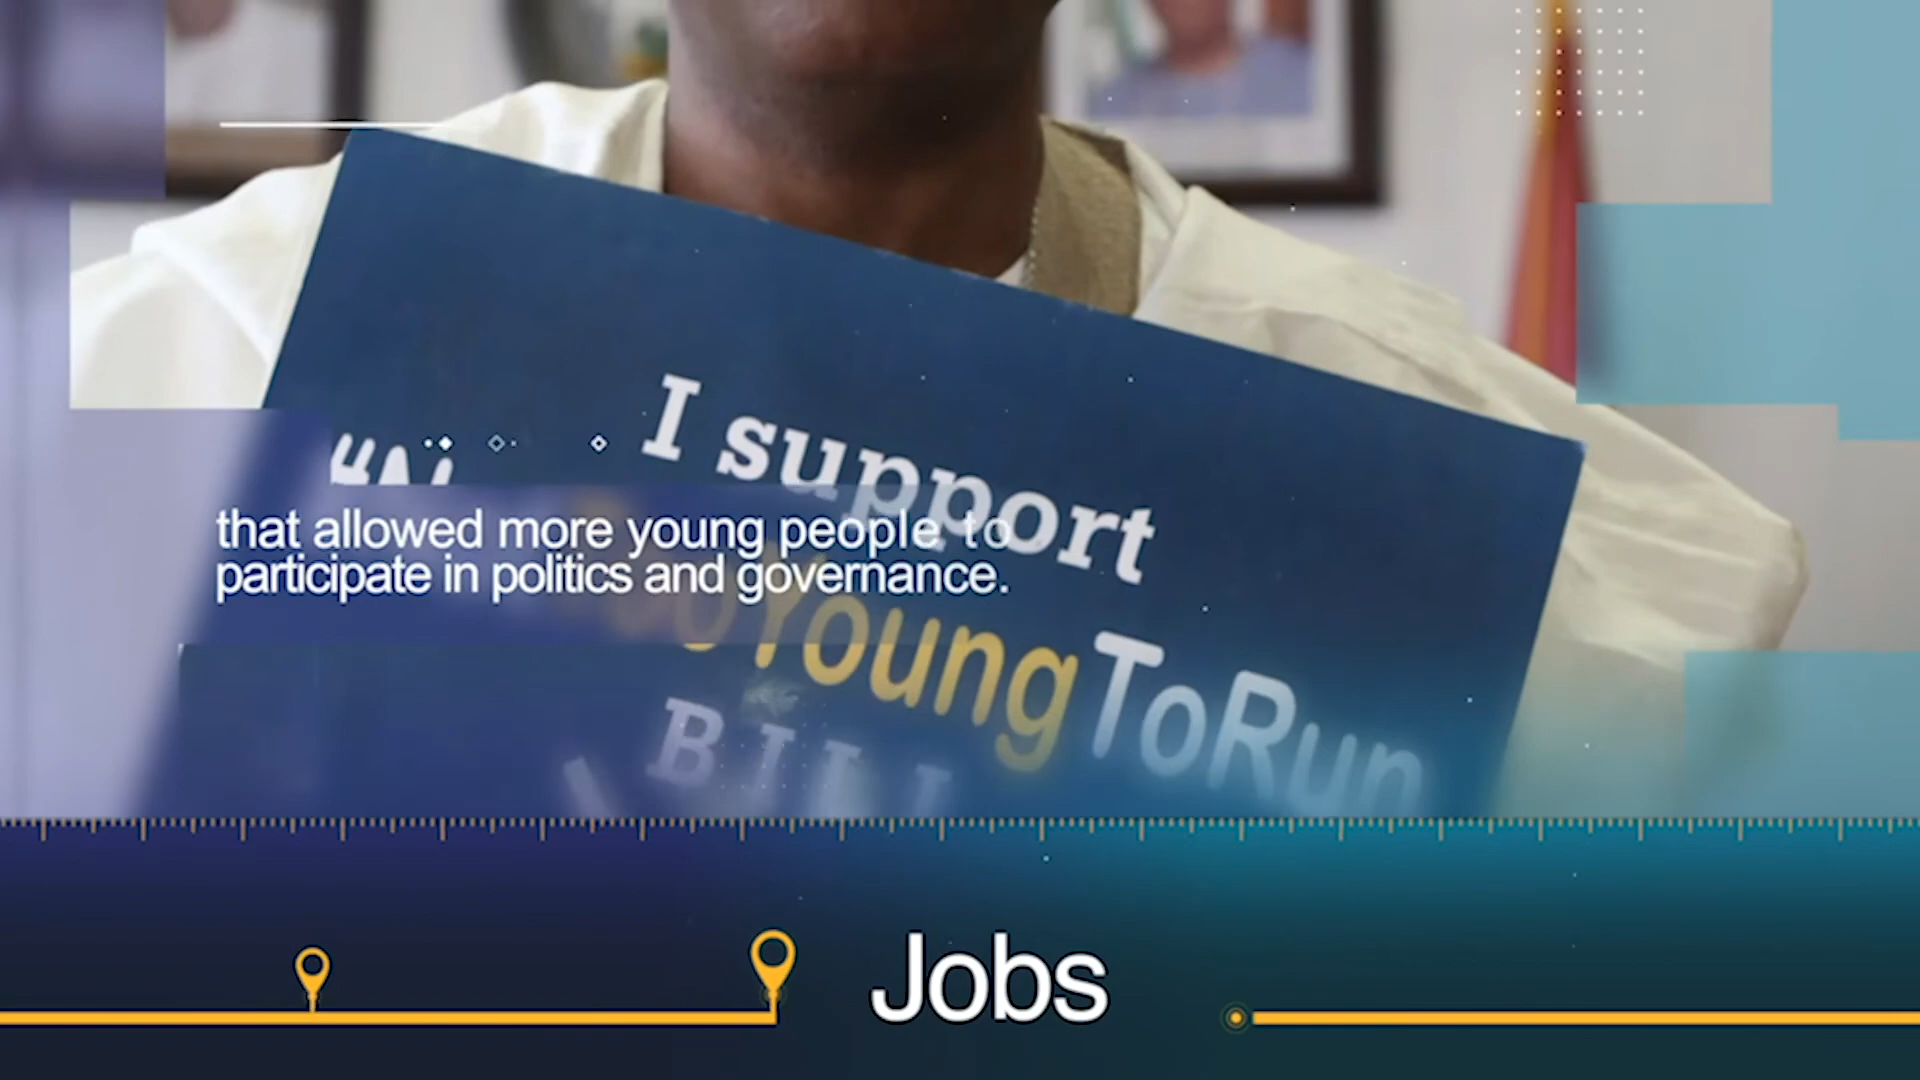 I support
that allowed more young people to
participate in politics and governance.
YoungToRun
BILL
Jobs